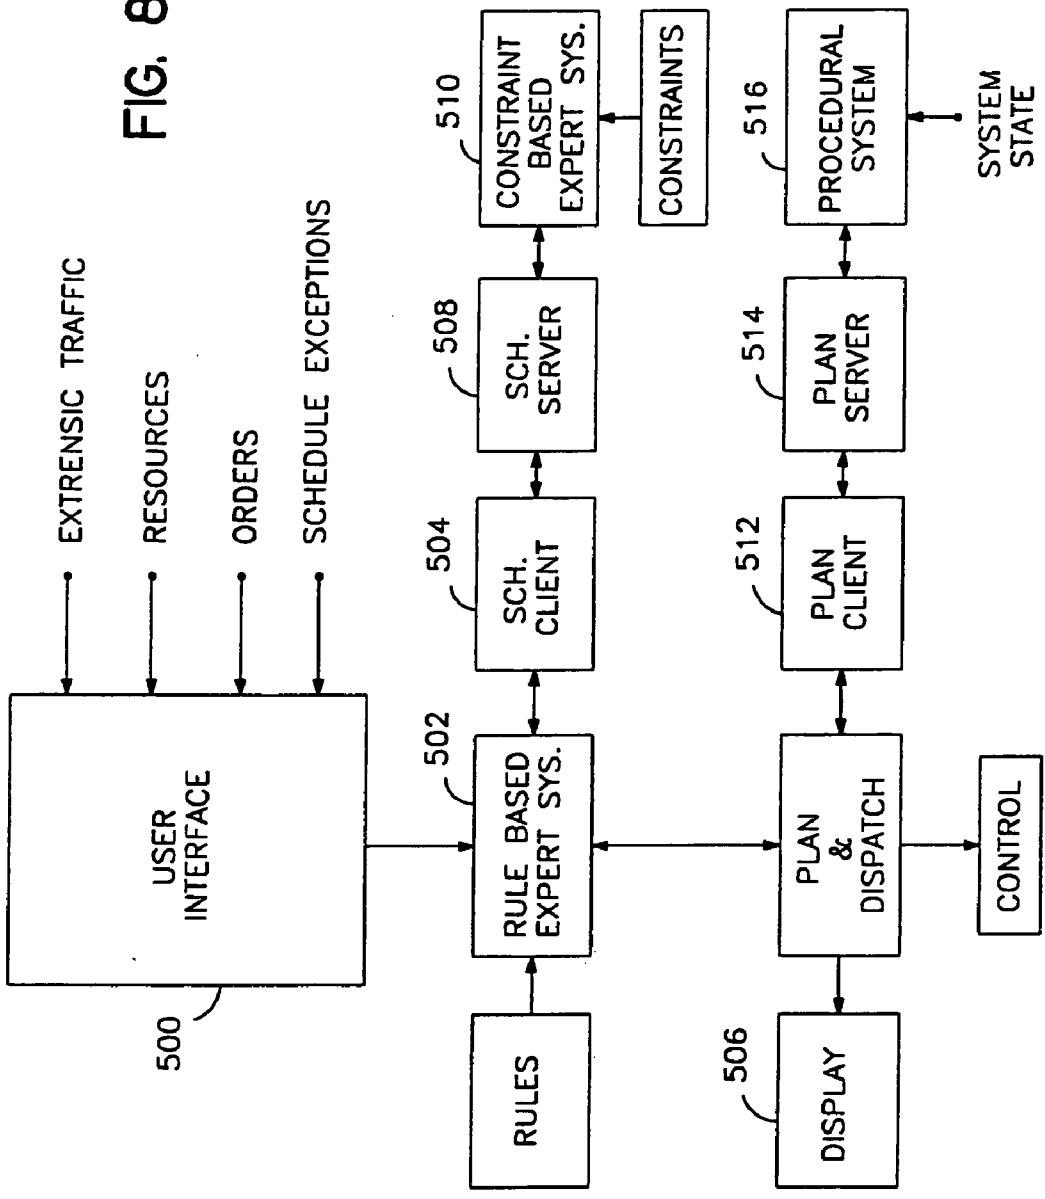 FIG. 8
EXTRENSIC TRAFFIC
RESOURCES
ORDERS
SCHEDULE EXCEPTIONS
USER
INTERFACE
500
RULES
502
RULE BASED
EXPERT SYS.
504
SCH.
CLIENT
508
SCH.
SERVER
510
CONSTRAINT
BASED
EXPERT SYS.
CONSTRAINTS
506
DISPLAY
PLAN
&
DISPATCH
CONTROL
512
PLAN
CLIENT
514
PLAN
SERVER
516
PROCEDURAL
SYSTEM
SYSTEM
STATE